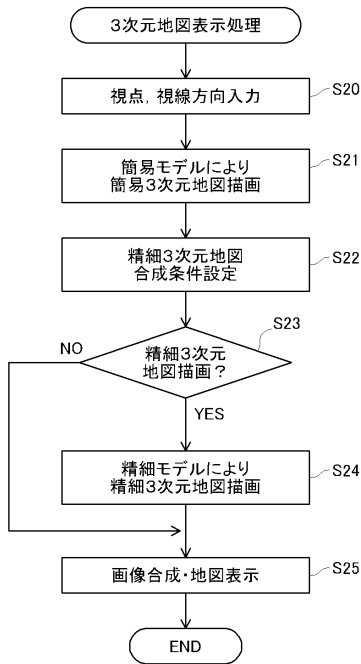 3次元地図表示処理
視点,視線方向入力
S20
簡易モデルにより
簡易3次元地図描画
S21
精細3次元地図
合成条件設定
S22
S23
精細3次元
地図描画?
NO
YES
精細モデルにより
精細3次元地図描画
S24
画像合成・地図表示
S25
END